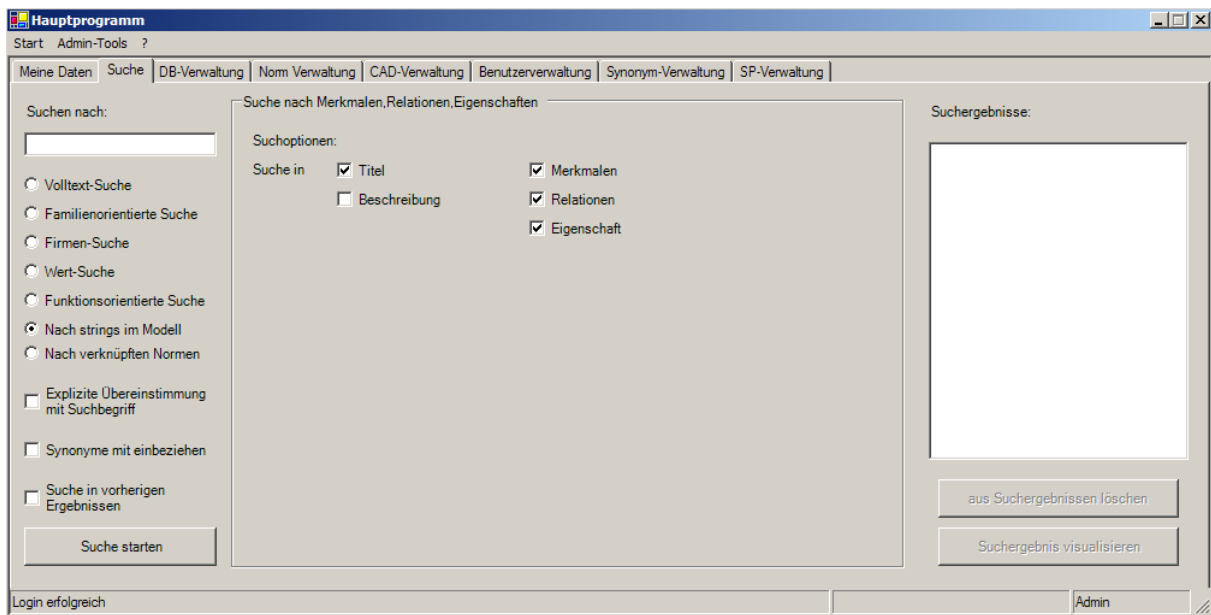 Hauptprogramm
Start Admin-Tools ?
Meine Daten Suche DB-Verwaltung Norm Verwaltung CAD-Verwaltung Benutzerverwaltung Synonym-Verwaltung SP-Verwaltung
Suchen nach:
Volltext-Suche
Familienorientierte Suche
Firmen-Suche
Wert-Suche
Funktionsorientierte Suche
Nach strings im Modell
Nach verknüpften Normen
Explizite Übereinstimmung
mit Suchbegriff
Synonyme mit einbeziehen
Suche in vorherigen
Ergebnissen
Suche starten
Suche nach Merkmalen,Relationen,Eigenschaften
Suchoptionen:
Suche in Titel Merkmalen
Beschreibung Relationen
Eigenschaft
Suchergebnisse:
aus Suchergebnissen löschen
Suchergebnis visualisieren
Login erfolgreich Admin